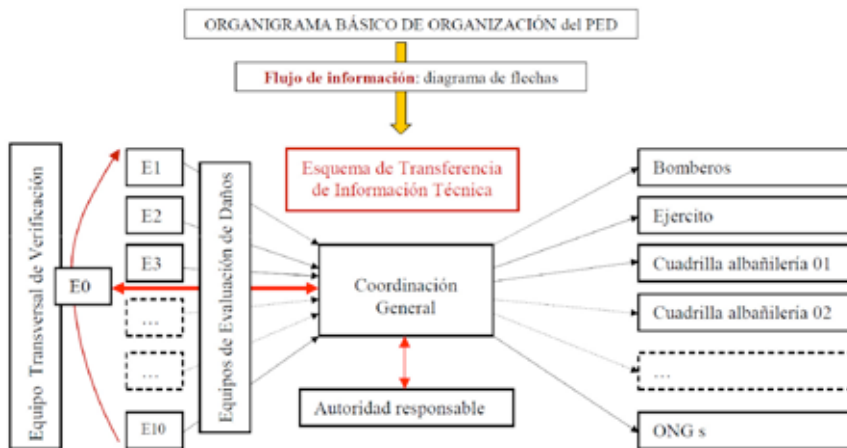 ORGANIGRAMA BÁSICO DE ORGANIZACIÓN del PED
Flujo de información: diagrama de flechas
Esquema de Transferencia
de Información Técnica
Equipo Transversal de Verificación
E0
E1
E2
E3
...
...
E10
Equipos de Evaluación de Daños
Coordinación
General
Autoridad responsable
Bomberos
Ejercito
Cuadrilla albañilería 01
Cuadrilla albañilería 02
...
ONG s